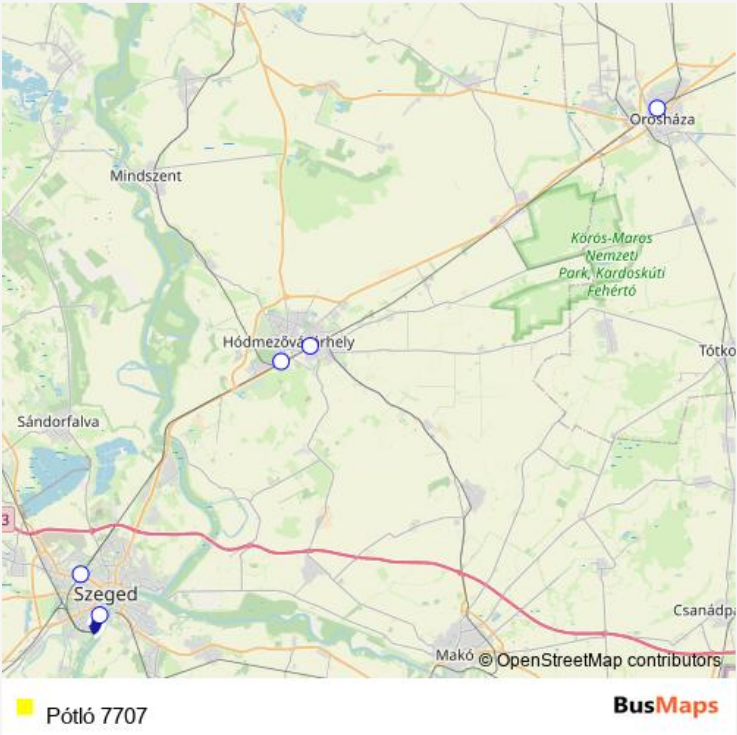 Orosháza
Mindszent
Körös-Maros
Nemzeti
Park, Kardoskúti
Fehértó
Hódmezővásárhely
Tótko
Sándorfalva
3
Szeged
Csanádpa
Makó
© OpenStreetMap contributors
Pótló 7707
BusMaps